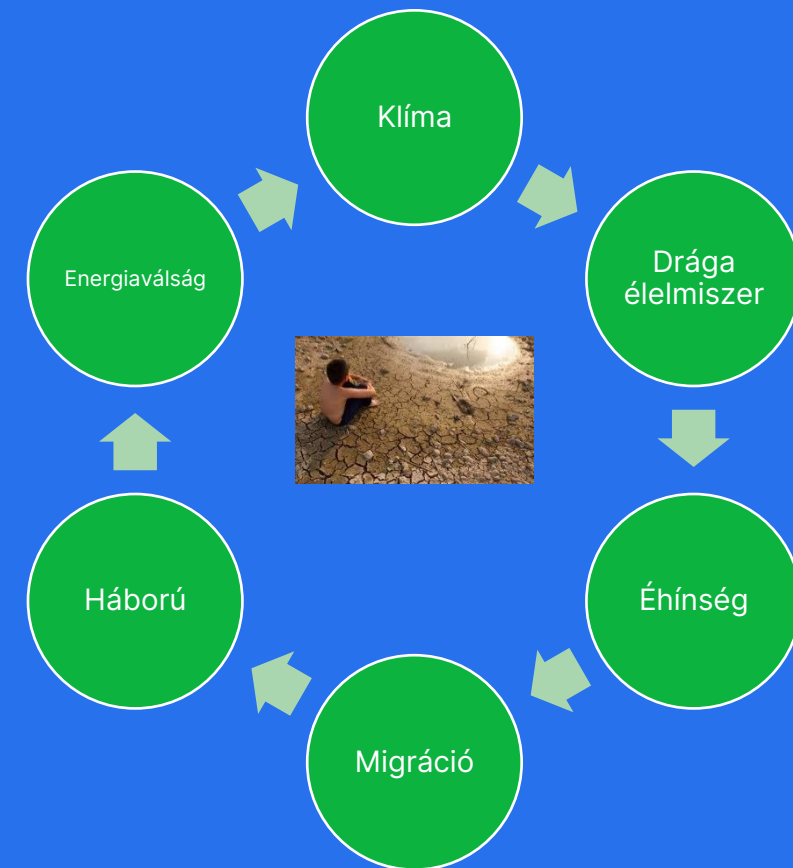 Klíma
Drága
élelmiszer
Éhínség
Migráció
Háború
Energiaválság